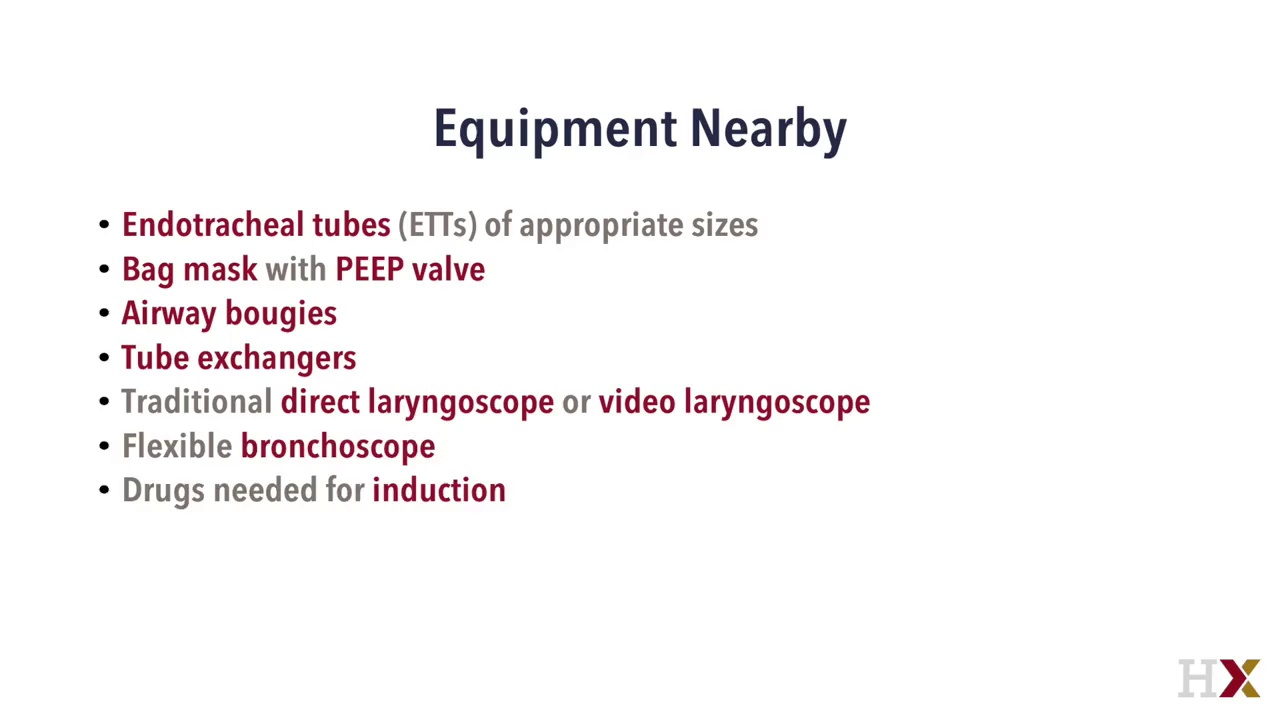 Equipment Nearby
• Endotracheal tubes (ETTs) of appropriate sizes
• Bag mask with PEEP valve
• Airway bougies
• Tube exchangers
• Traditional direct laryngoscope or video laryngoscope
• Flexible bronchoscope
• Drugs needed for induction
HX